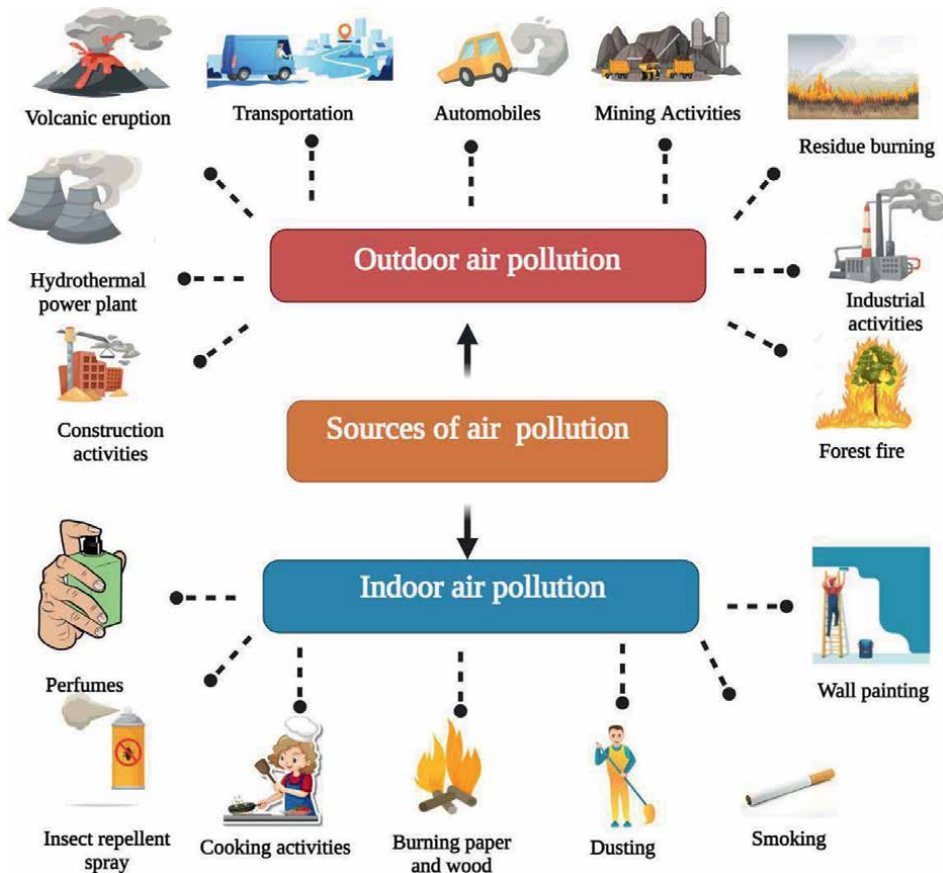 Volcanic eruption
Transportation
Automobiles
Mining Activities
Residue burning
Hydrothermal
power plant
Outdoor air pollution
Industrial
activities
Construction
activities
Sources of air pollution
Forest fire
Indoor air pollution
Perfumes
Wall painting
Insect repellent
spray
Cooking activities
Burning paper
and wood
Dusting
Smoking